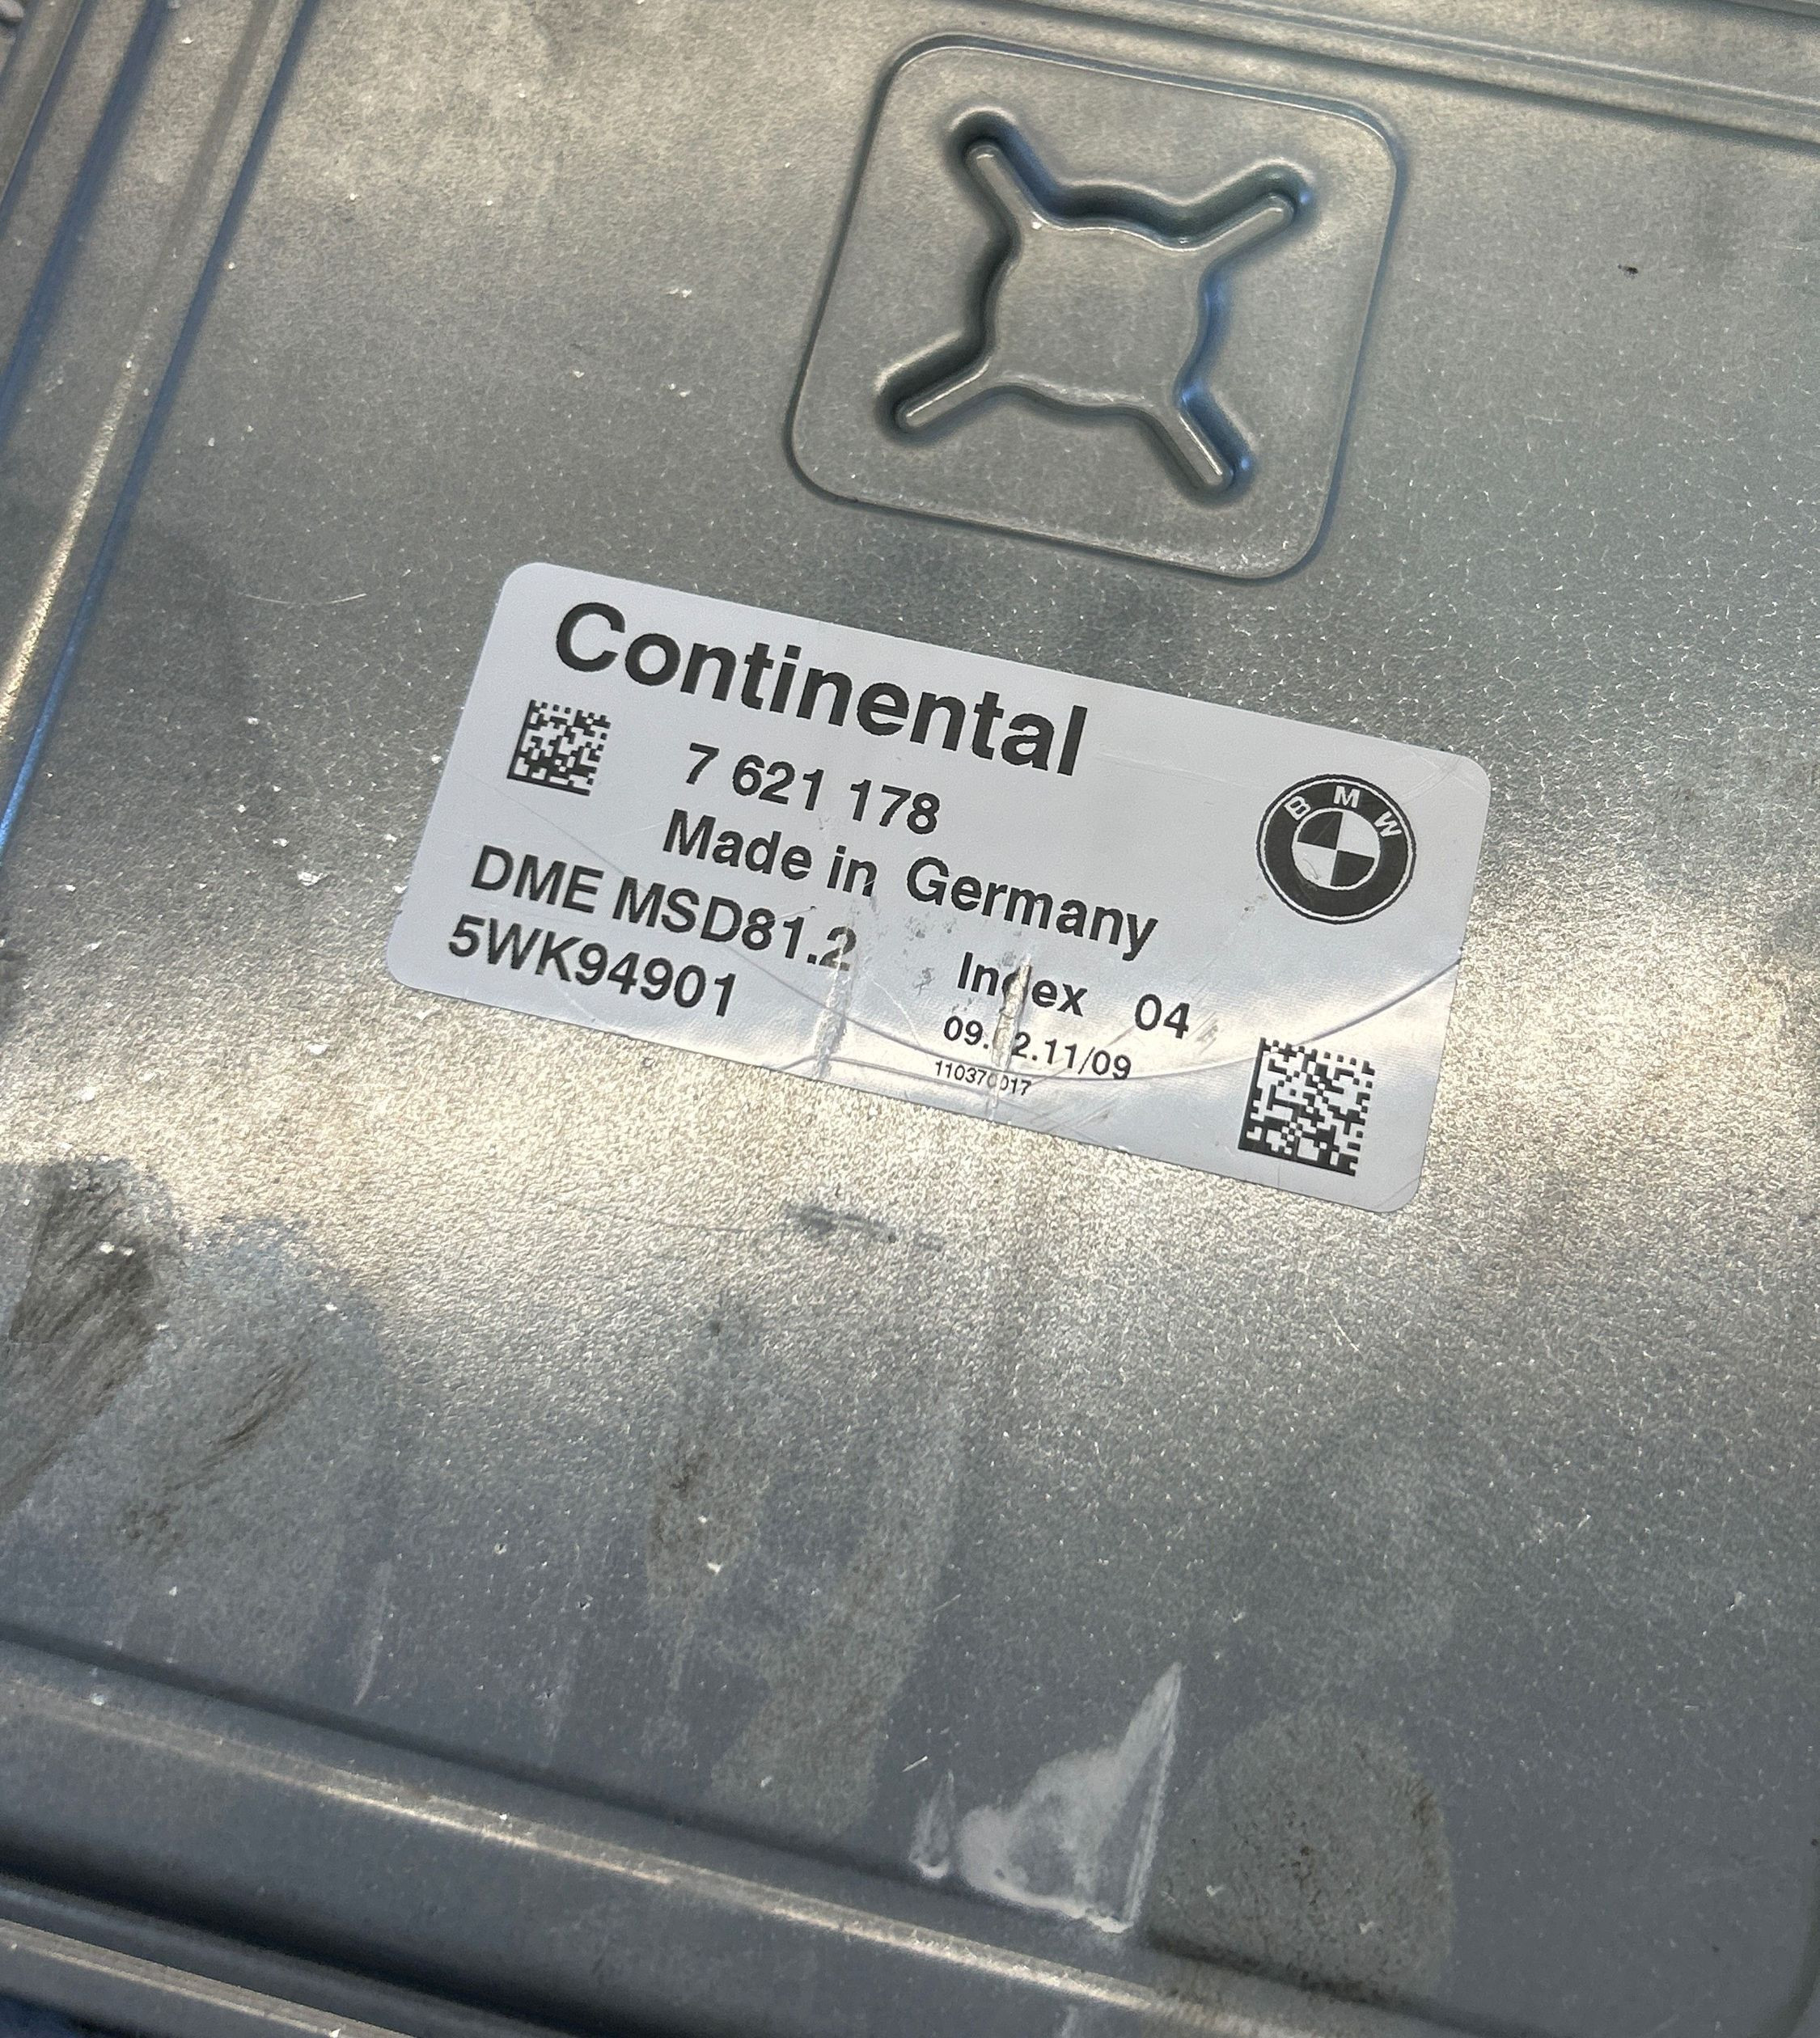 Continental
7 621 178
Made in Germany
BMW
DME MSD81.2
Index 04
5WK94901